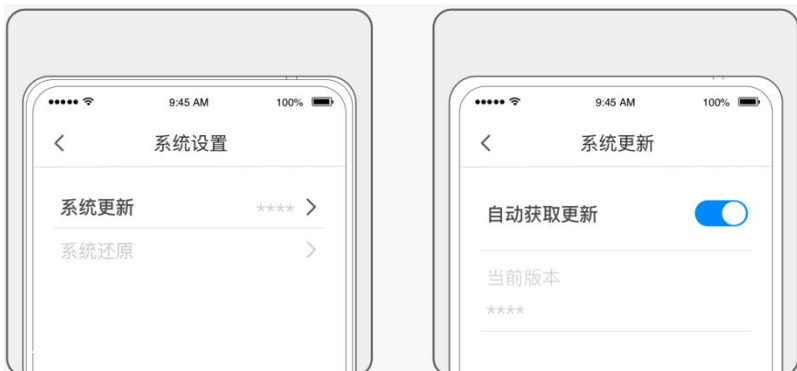 9:45 AM 100%
系统设置
系统更新 ****
系统还原
9:45 AM 100%
系统更新
自动获取更新
当前版本
****